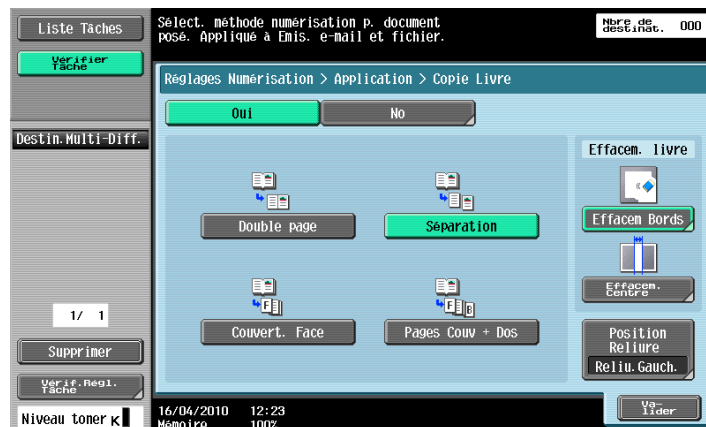 Liste Tâches
Vérifier
Tâche
Destin.Multi-Diff.
1/ 1
Supprimer
Vérif.Régl.
Tâche
Niveau toner K
Sélect. méthode numérisation p. document
posé. Appliqué à Emis. e-mail et fichier.
Nbre de
destinat. 000
Réglages Numérisation > Application > Copie Livre
Oui
No
Double page
Séparation
F
Couvert. Face
F
B
Pages Couv + Dos
Effacem. livre
Effacem Bords
Effacem.
Centre
Position
Reliure
Reliu.Gauch.
16/04/2010 12:23
Mémoire 100%
Va-
lider